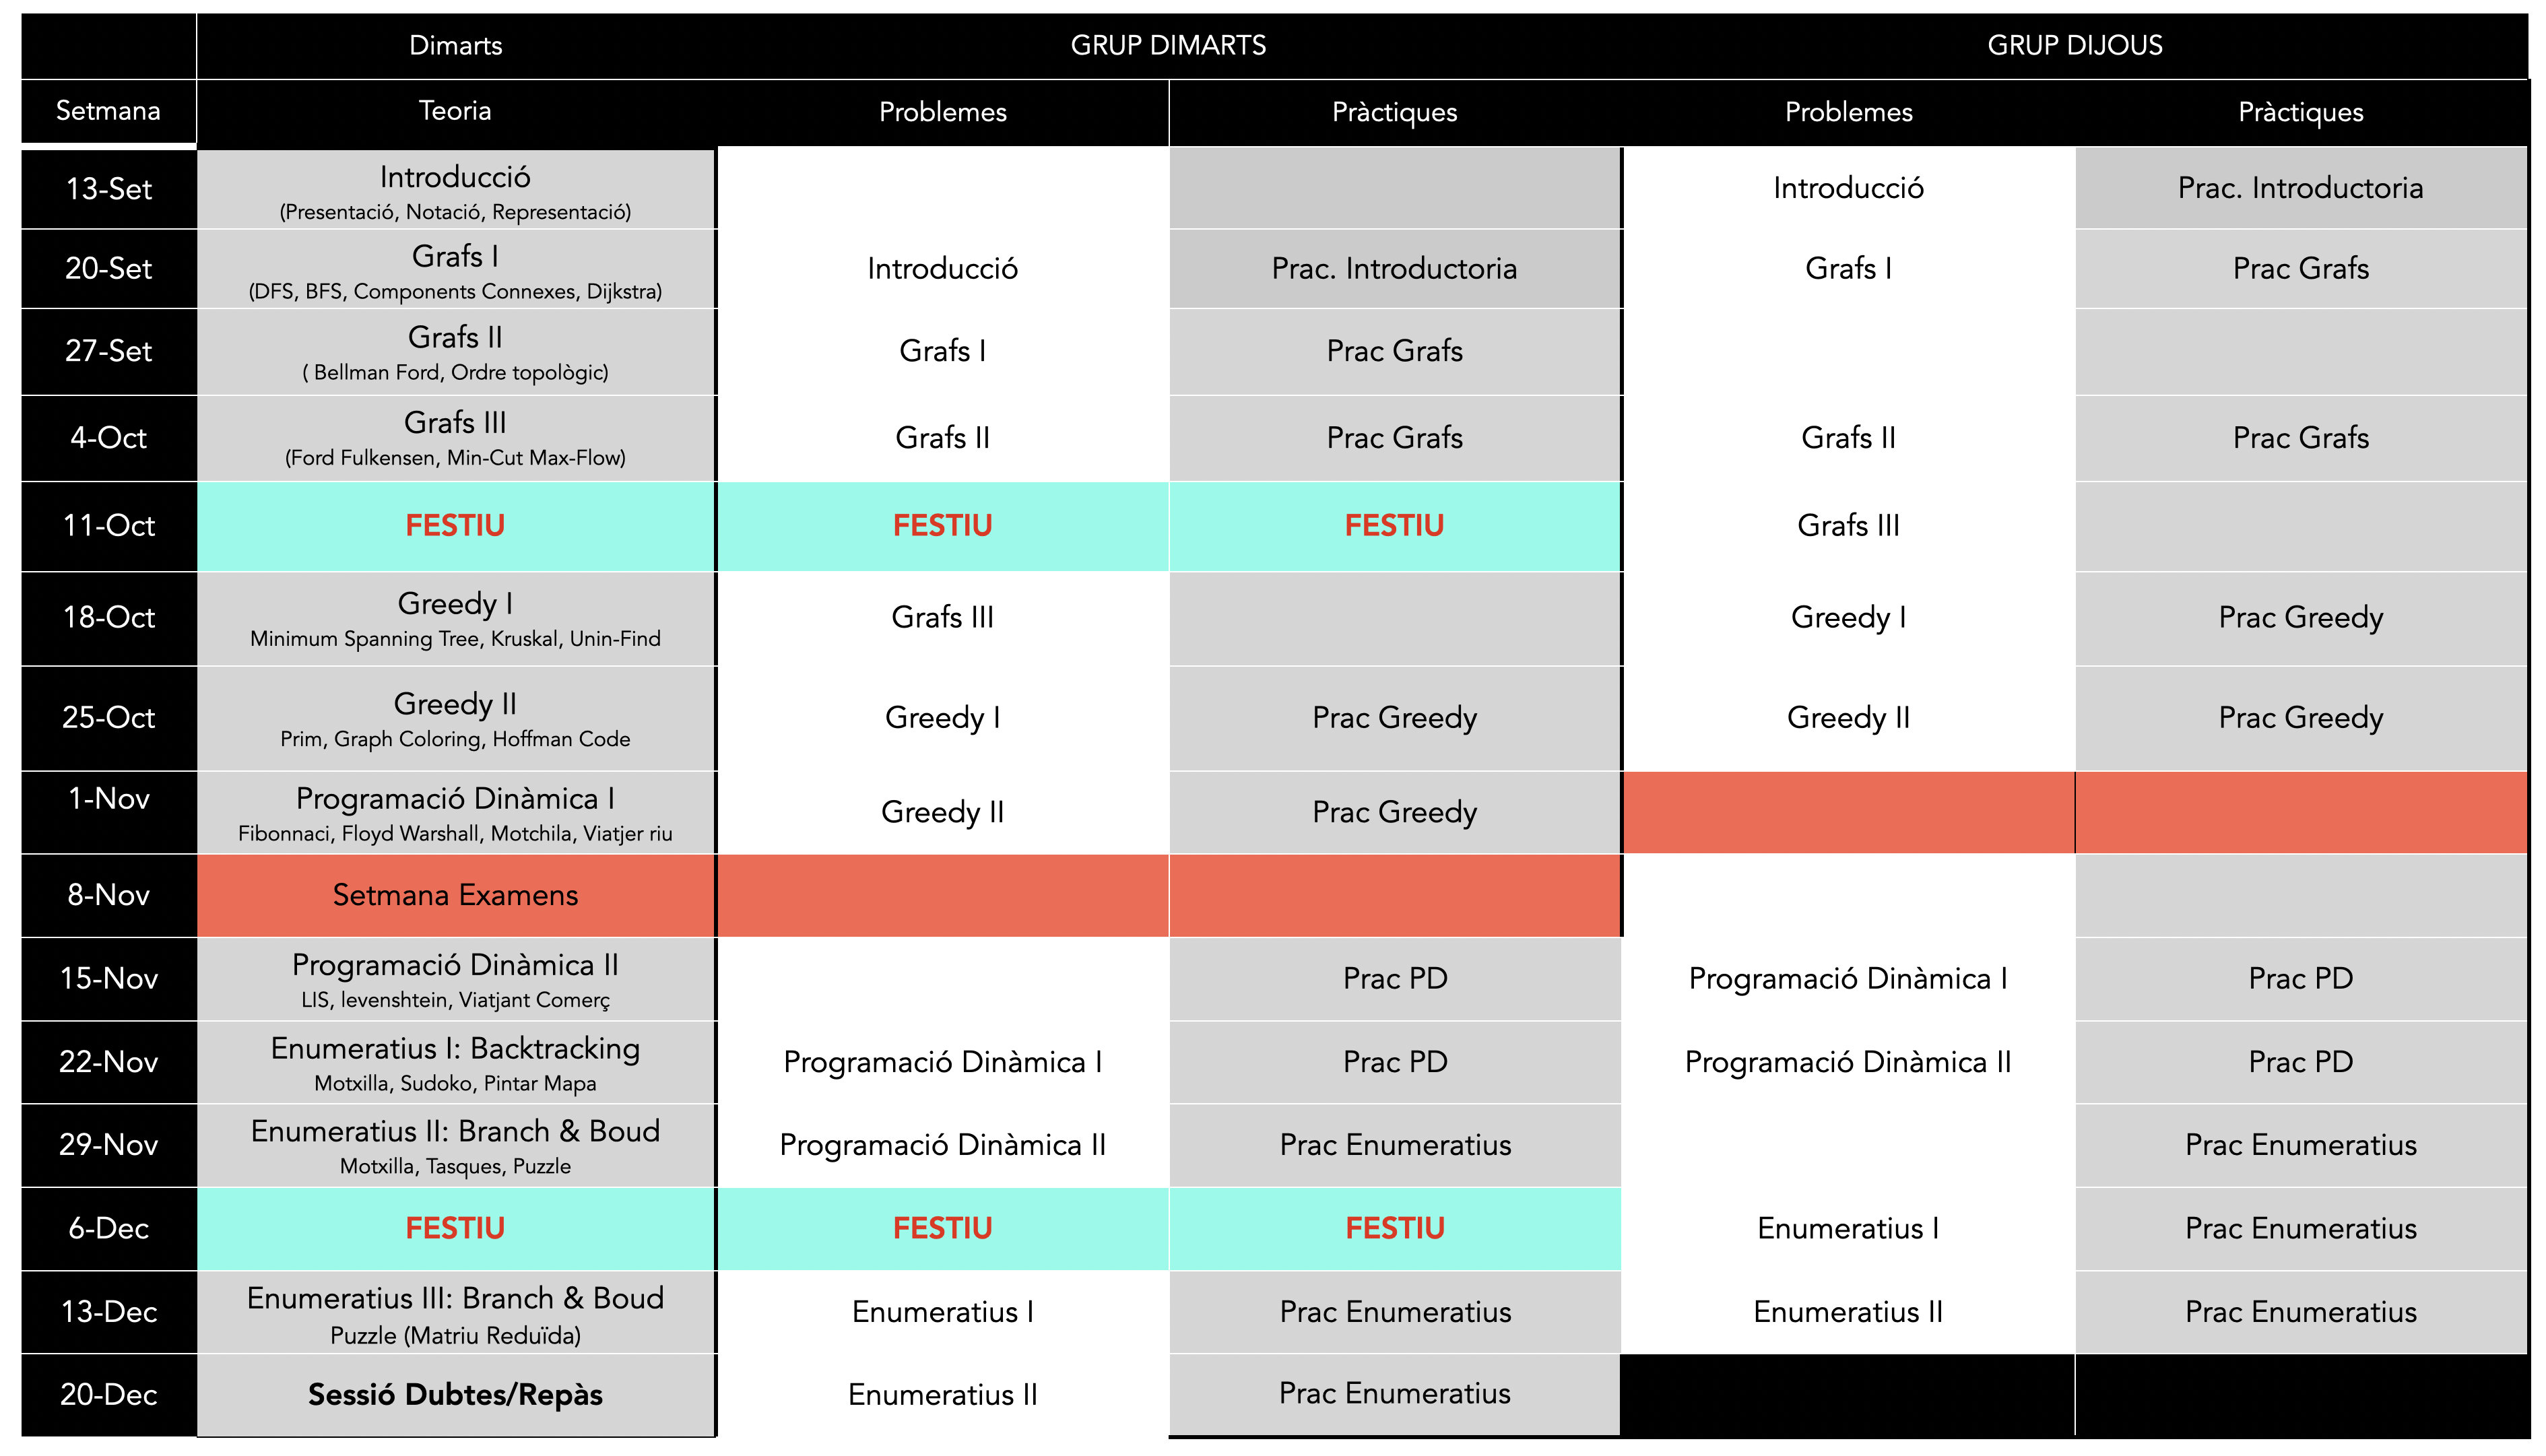 Dimarts GRUP DIMARTS GRUP DIJOUS
Setmana Teoria Problemes Pràctiques Problemes Pràctiques
13-Set Introducció Introducció Prac. Introductoria
(Presentació, Notació, Representació)
20-Set Grafs I Introducció Prac. Introductoria Grafs I Prac Grafs
(DFS, BFS, Components Connexes, Dijkstra)
27-Set Grafs II Grafs I Prac Grafs
( Bellman Ford, Ordre topològic)
4-Oct Grafs III Grafs II Prac Grafs Grafs II Prac Grafs
(Ford Fulkensen, Min-Cut Max-Flow)
11-Oct FESTIU FESTIU FESTIU Grafs III
18-Oct Greedy I Grafs III Greedy I Prac Greedy
Minimum Spanning Tree, Kruskal, Unin-Find
25-Oct Greedy II Greedy I Prac Greedy Greedy II Prac Greedy
Prim, Graph Coloring, Hoffman Code
1-Nov Programació Dinàmica I Greedy II Prac Greedy
Fibonnaci, Floyd Warshall, Motchila, Viatjer riu
8-Nov Setmana Examens
15-Nov Programació Dinàmica II Prac PD Programació Dinàmica I Prac PD
LIS, levenshtein, Viatjant Comerç
22-Nov Enumeratius I: Backtracking Programació Dinàmica I Prac PD Programació Dinàmica II Prac PD
Motxilla, Sudoko, Pintar Mapa
29-Nov Enumeratius II: Branch & Boud Programació Dinàmica II Prac Enumeratius Prac Enumeratius
Motxilla, Tasques, Puzzle
6-Dec FESTIU FESTIU FESTIU Enumeratius I Prac Enumeratius
13-Dec Enumeratius III: Branch & Boud Enumeratius I Prac Enumeratius Enumeratius II Prac Enumeratius
Puzzle (Matriu Reduïda)
20-Dec Sessió Dubtes/Repàs Enumeratius II Prac Enumeratius